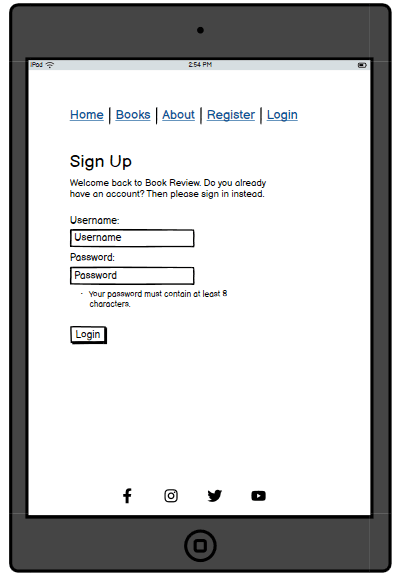 iPod 2:54 PM
Home | Books | About | Register | Login
Sign Up
Welcome back to Book Review. Do you already
have an account? Then please sign in instead.
Username:
Username
Password:
Password
· Your password must contain at least 8
characters.
Login